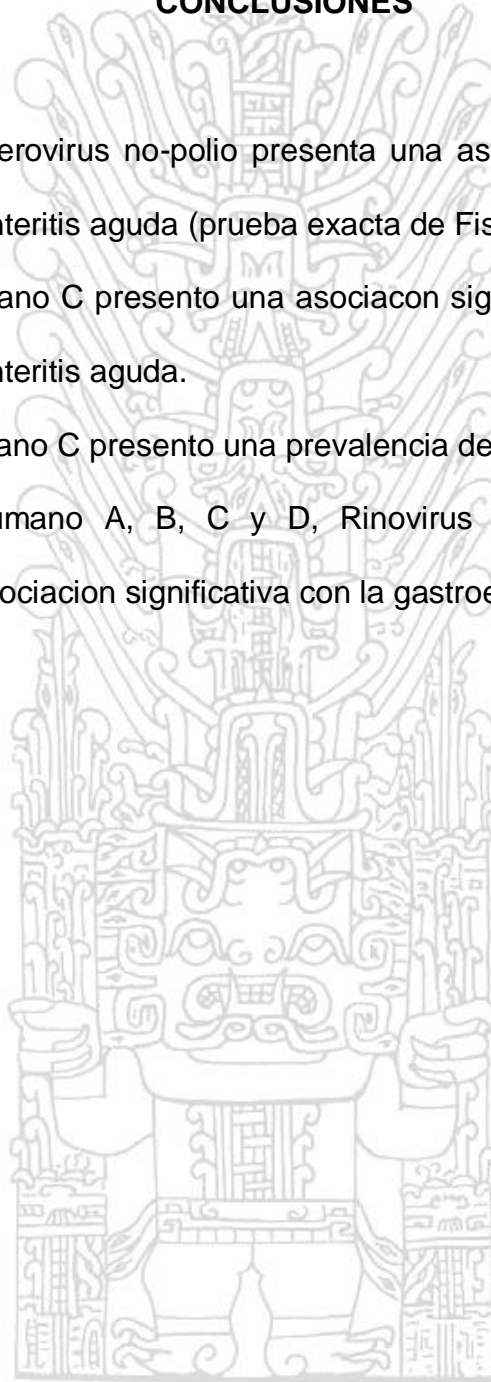 CONCLUSIONES
erovirus no-polio presenta una as
nteritis aguda (prueba exacta de Fis
ano C presento una asociacon sig
nteritis aguda.
ano C presento una prevalencia de
umano A, B, C y D, Rinovirus
ociacion significativa con la gastroe